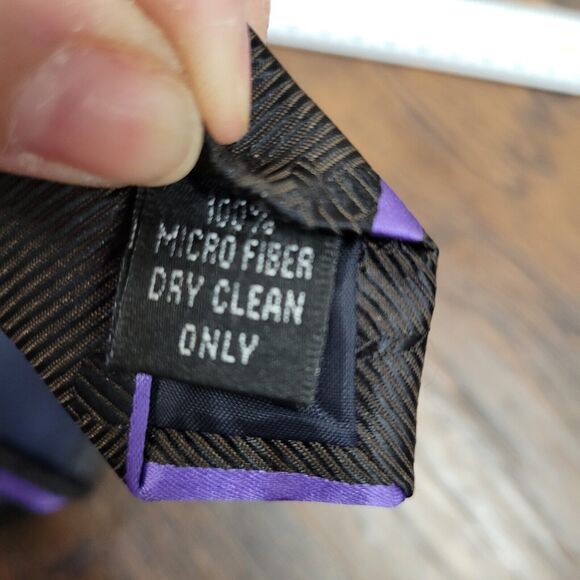 100%
MICRO FIBER
DRY CLEAN
ONLY